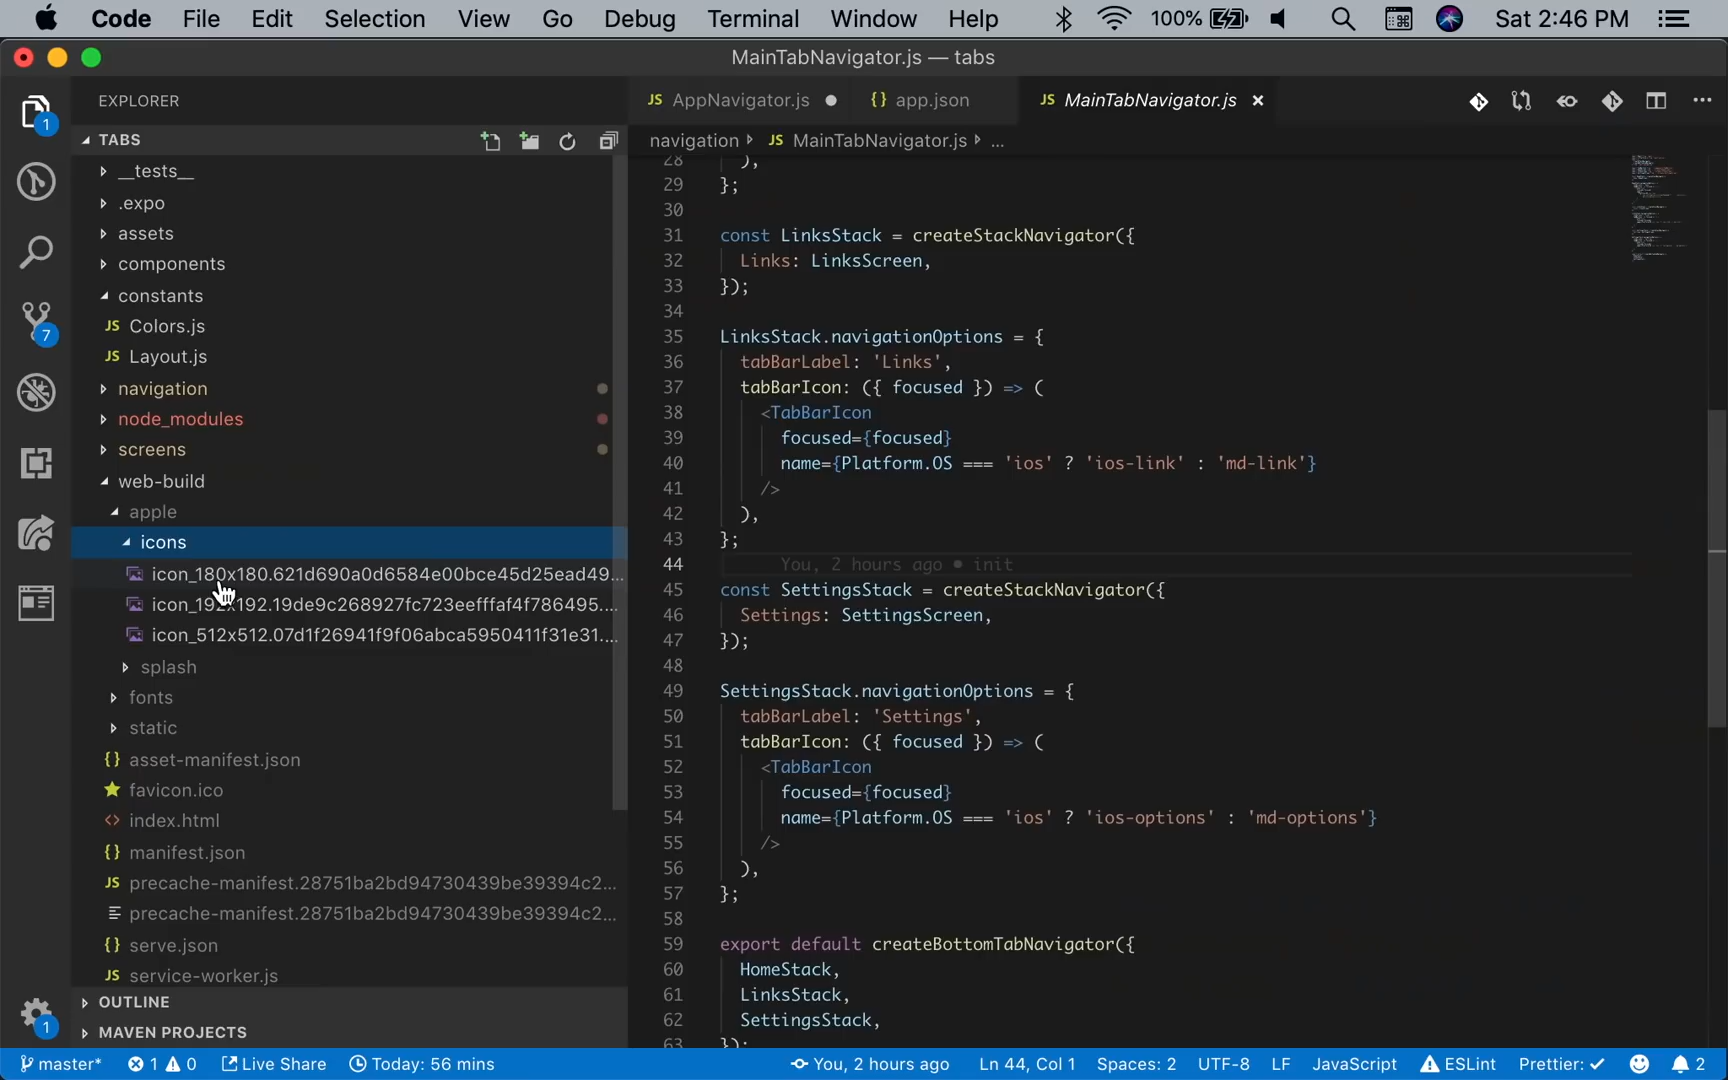 Code File Edit Selection View Go Debug Terminal Window Help 100% Sat 2:46 PM
MainTabNavigator.js — tabs
EXPLORER
TABS
__tests__
.expo
assets
components
constants
JS Colors.js
JS Layout.js
navigation
node_modules
screens
web-build
apple
icons
icon_180x180.621d690a0d6584e00bce45d25ead49...
icon_192x192.19de9c268927fc723eefffaf4f786495....
icon_512x512.07d1f26941f9f06abca5950411f31e31....
splash
fonts
static
{} asset-manifest.json
favicon.ico
<> index.html
{} manifest.json
JS precache-manifest.28751ba2bd94730439be39394c2...
precache-manifest.28751ba2bd94730439be39394c2...
{} serve.json
JS service-worker.js
OUTLINE
MAVEN PROJECTS
1
7
1
JS AppNavigator.js {} app.json JS MainTabNavigator.js
navigation JS MainTabNavigator.js ...
28 ),
29 };
30
31 const LinksStack = createStackNavigator({
32 Links: LinksScreen,
33 });
34
35 LinksStack.navigationOptions = {
36 tabBarLabel: 'Links',
37 tabBarIcon: ({ focused }) => (
38 <TabBarIcon
39 focused={focused}
40 name={Platform.OS === 'ios' ? 'ios-link' : 'md-link'}
41 />
42 ),
43 };
44 You, 2 hours ago • init
45 const SettingsStack = createStackNavigator({
46 Settings: SettingsScreen,
47 });
48
49 SettingsStack.navigationOptions = {
50 tabBarLabel: 'Settings',
51 tabBarIcon: ({ focused }) => (
52 <TabBarIcon
53 focused={focused}
54 name={Platform.OS === 'ios' ? 'ios-options' : 'md-options'}
55 />
56 ),
57 };
58
59 export default createBottomTabNavigator({
60 HomeStack,
61 LinksStack,
62 SettingsStack,
63 });
master* 1 0 Live Share Today: 56 mins You, 2 hours ago Ln 44, Col 1 Spaces: 2 UTF-8 LF JavaScript ESLint Prettier: ✓ 2